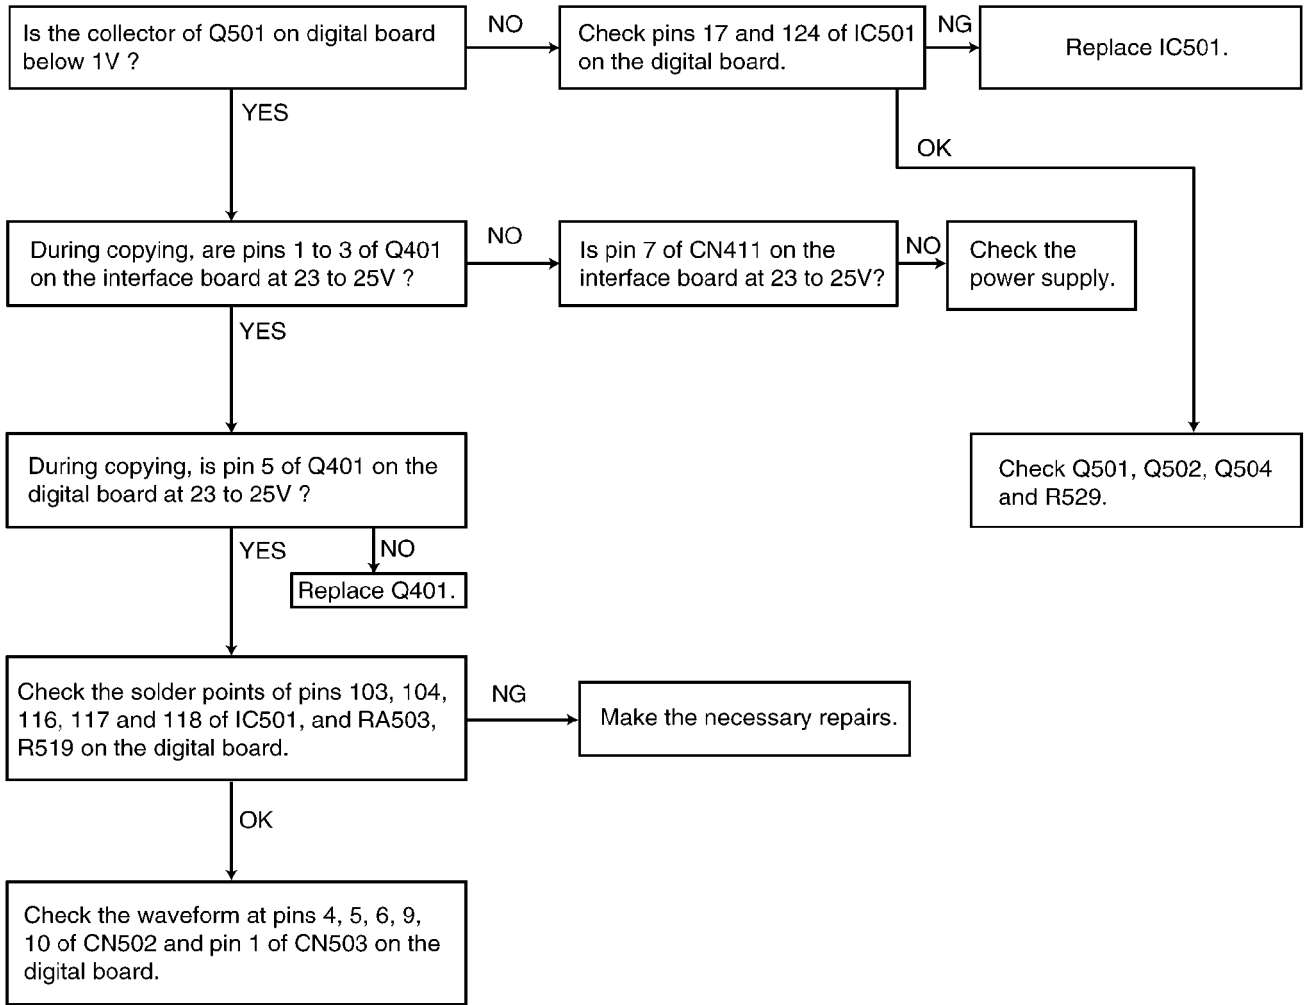 Is the collector of Q501 on digital board
below 1V ?
NO
Check pins 17 and 124 of IC501
on the digital board.
NG
Replace IC501.
YES
OK
During copying, are pins 1 to 3 of Q401
on the interface board at 23 to 25V ?
NO
Is pin 7 of CN411 on the
interface board at 23 to 25V?
NO
Check the
power supply.
YES
During copying, is pin 5 of Q401 on the
digital board at 23 to 25V ?
Check Q501, Q502, Q504
and R529.
YES
NO
Replace Q401.
Check the solder points of pins 103, 104,
116, 117 and 118 of IC501, and RA503,
R519 on the digital board.
NG
Make the necessary repairs.
OK
Check the waveform at pins 4, 5, 6, 9,
10 of CN502 and pin 1 of CN503 on the
digital board.